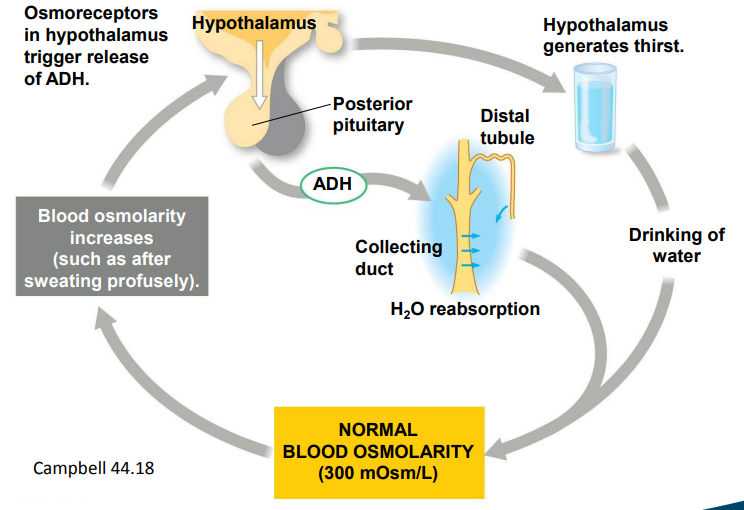 Osmoreceptors
in hypothalamus
trigger release
of ADH.
Hypothalamus
Hypothalamus
generates thirst.
Posterior
pituitary
Distal
tubule
ADH
Blood osmolarity
increases
(such as after
sweating profusely).
Collecting
duct
Drinking of
water
H₂O reabsorption
NORMAL
BLOOD OSMOLARITY
(300 mOsm/L)
Campbell 44.18